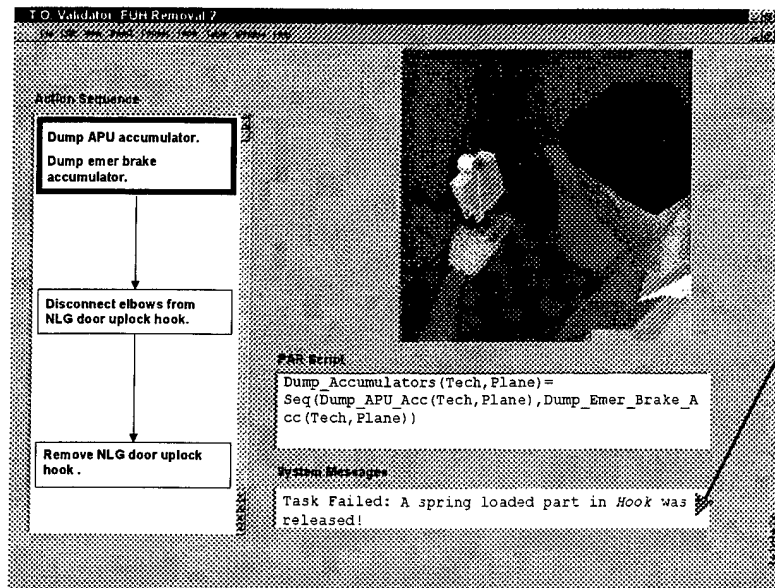 T.O. Validator FUH Removal 7
Action Sequence
Dump APU accumulator.
Dump emer brake
accumulator.
Disconnect elbows from
NLG door uplock hook.
Remove NLG door uplock
hook .
PAR Script
Dump_Accumulators(Tech,Plane)=
Seq(Dump_APU_Acc(Tech,Plane),Dump_Emer_Brake_A
cc(Tech,Plane))
System Messages
Task Failed: A spring loaded part in Hook was
released!